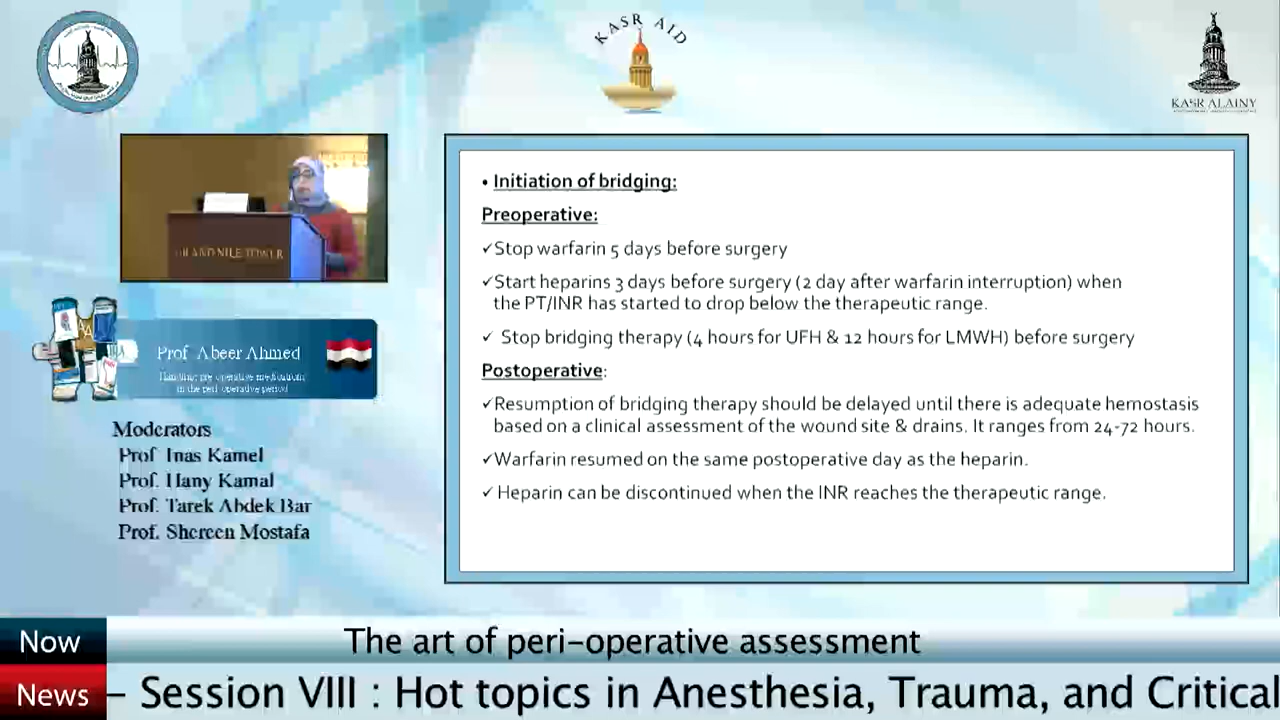 KASR AID
KASR ALAINY
GRAND NILE TOWER
Prof Abeer Ahmed
in the peri-operative period
Moderators
Prof. Inas Kamel
Prof. Hany Kamal
Prof. Tarek Abdek Bar
Prof. Shereen Mostafa
• Initiation of bridging:
Preoperative:
✓Stop warfarin 5 days before surgery
✓Start heparins 3 days before surgery (2 day after warfarin interruption) when
the PT/INR has started to drop below the therapeutic range.
✓ Stop bridging therapy (4 hours for UFH & 12 hours for LMWH) before surgery
Postoperative:
✓Resumption of bridging therapy should be delayed until there is adequate hemostasis
based on a clinical assessment of the wound site & drains. It ranges from 24-72 hours.
✓Warfarin resumed on the same postoperative day as the heparin.
✓ Heparin can be discontinued when the INR reaches the therapeutic range.
Now
The art of peri-operative assessment
News
– Session VIII : Hot topics in Anesthesia, Trauma, and Critical